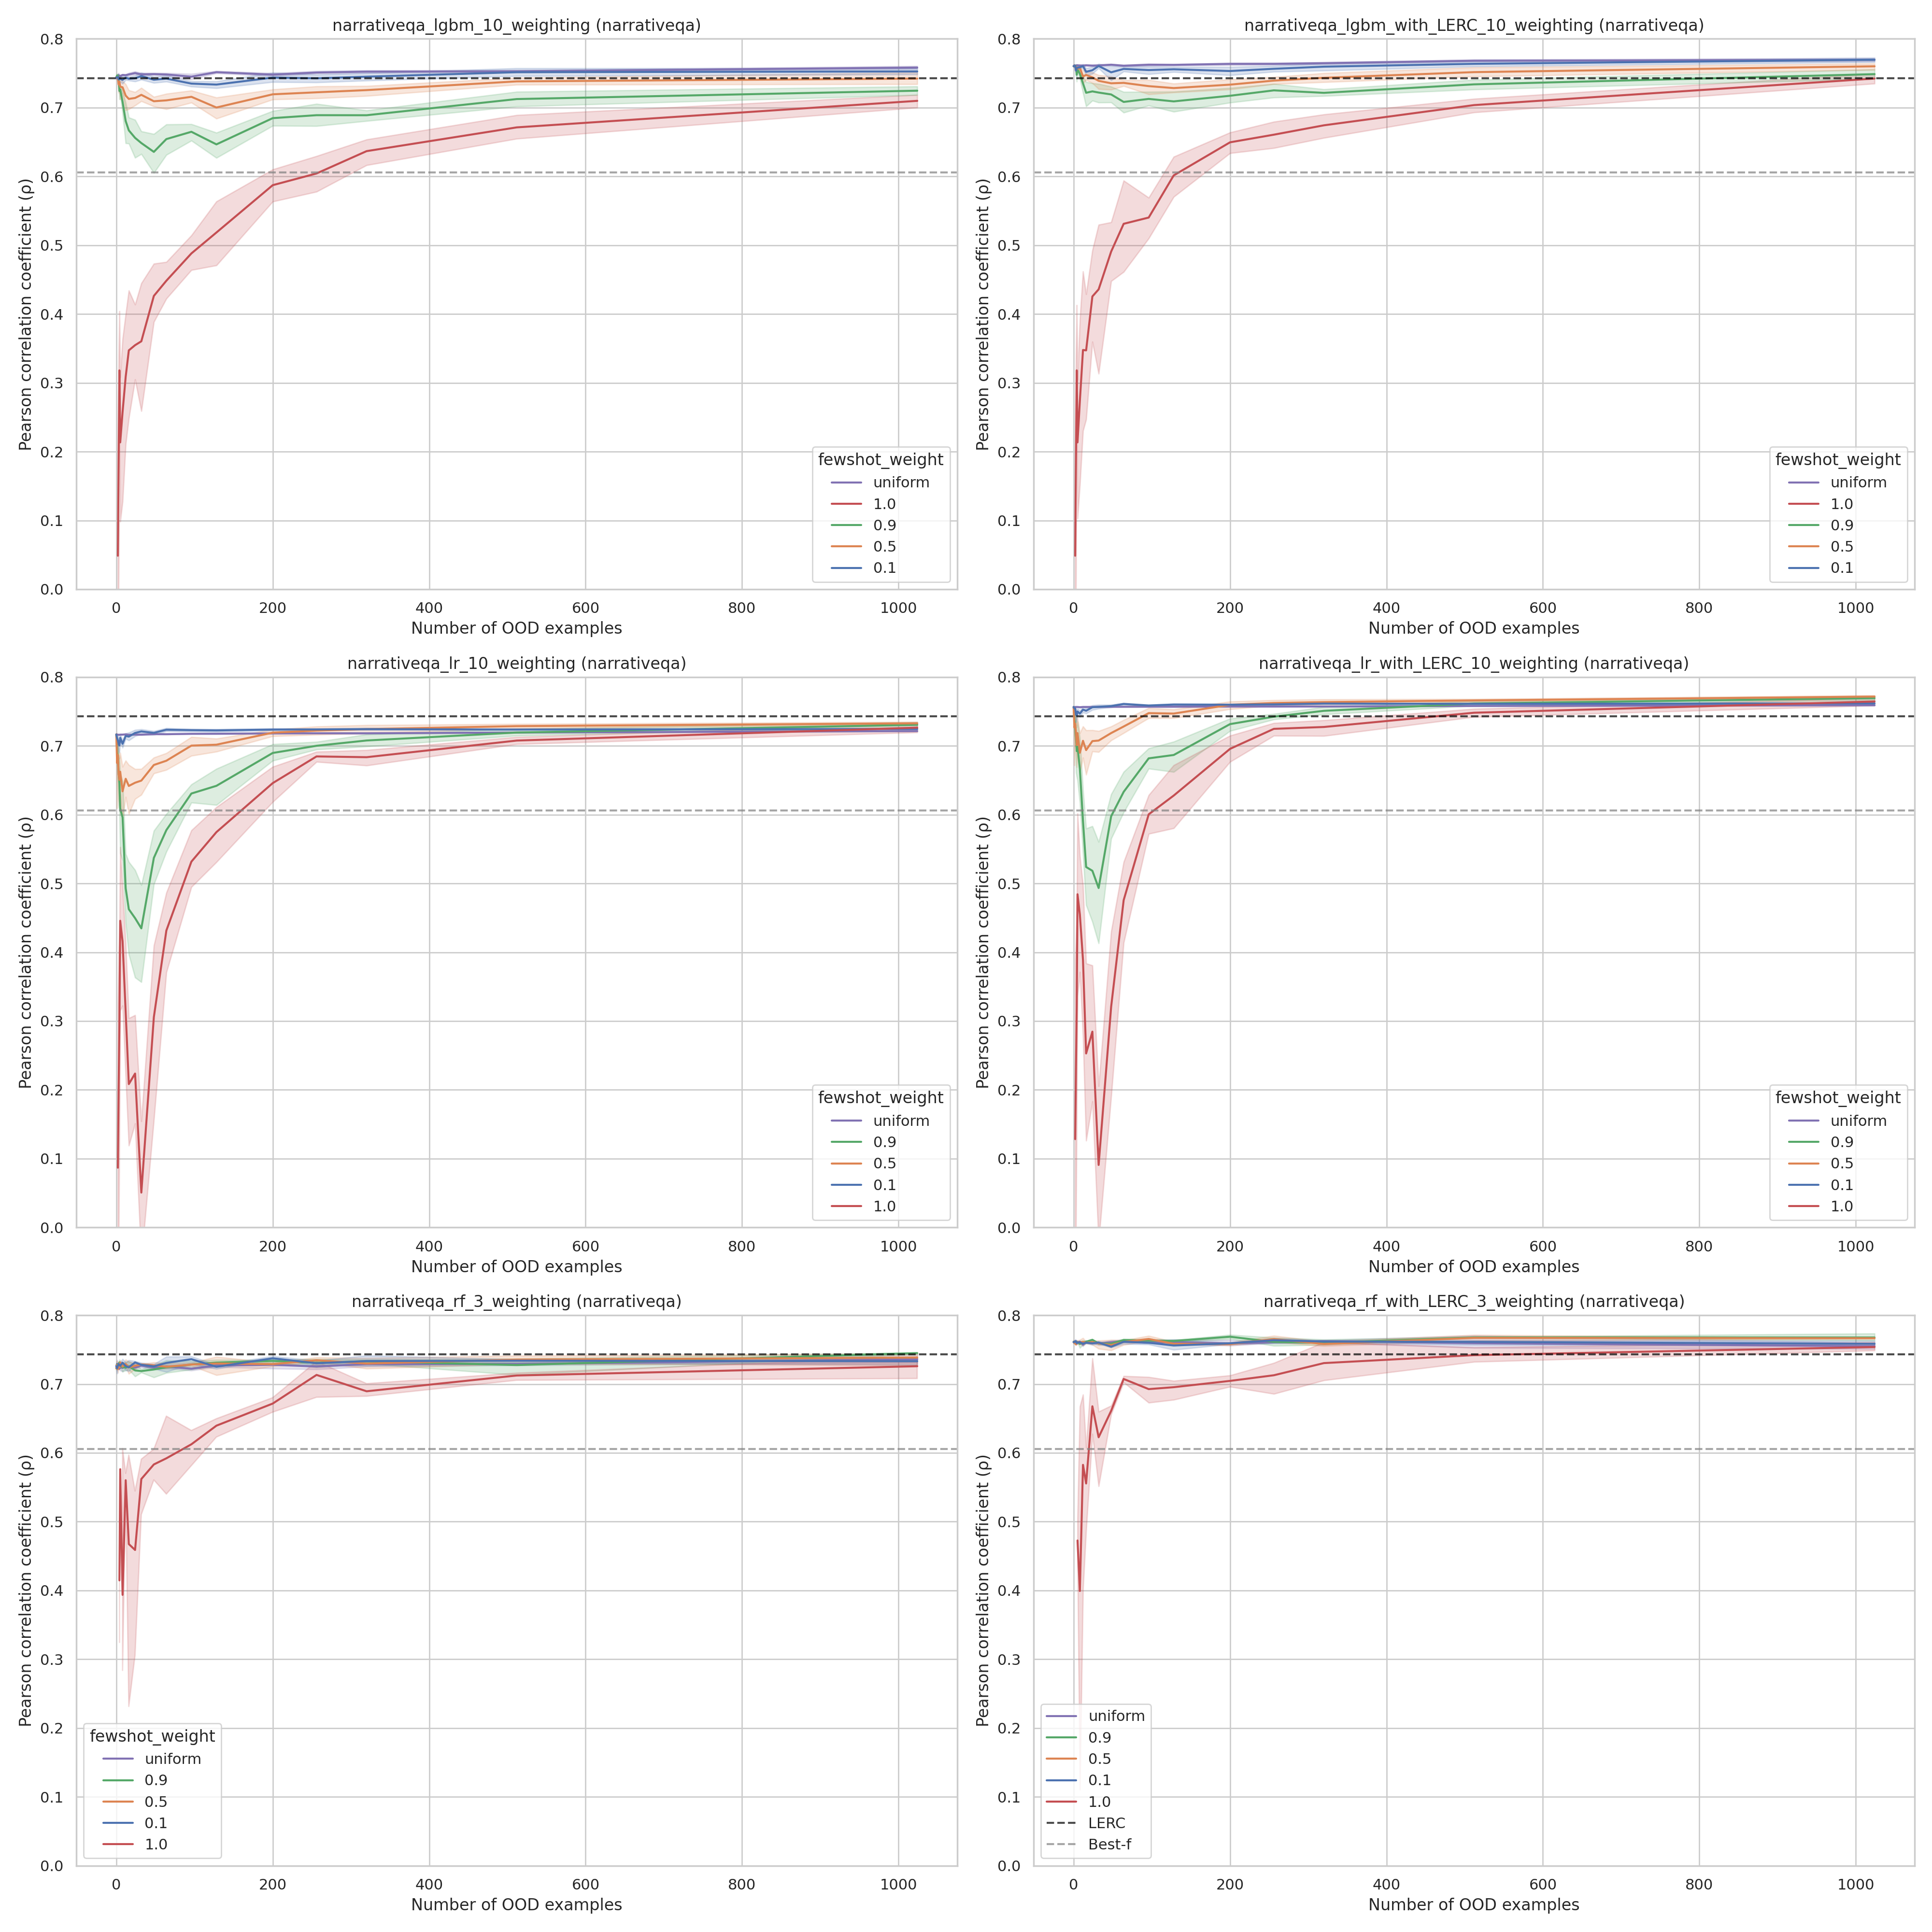 narrativeqa_lgbm_10_weighting (narrativeqa)
Pearson correlation coefficient (ρ)
0.8
0.7
0.6
0.5
0.4
0.3
0.2
0.1
0.0
fewshot_weight
uniform
1.0
0.9
0.5
0.1
0 200 400 600 800 1000
Number of OOD examples
narrativeqa_lgbm_with_LERC_10_weighting (narrativeqa)
Pearson correlation coefficient (ρ)
0.8
0.7
0.6
0.5
0.4
0.3
0.2
0.1
0.0
fewshot_weight
uniform
1.0
0.9
0.5
0.1
0 200 400 600 800 1000
Number of OOD examples
narrativeqa_lr_10_weighting (narrativeqa)
Pearson correlation coefficient (ρ)
0.8
0.7
0.6
0.5
0.4
0.3
0.2
0.1
0.0
fewshot_weight
uniform
0.9
0.5
0.1
1.0
0 200 400 600 800 1000
Number of OOD examples
narrativeqa_lr_with_LERC_10_weighting (narrativeqa)
Pearson correlation coefficient (ρ)
0.8
0.7
0.6
0.5
0.4
0.3
0.2
0.1
0.0
fewshot_weight
uniform
0.9
0.5
0.1
1.0
0 200 400 600 800 1000
Number of OOD examples
narrativeqa_rf_3_weighting (narrativeqa)
Pearson correlation coefficient (ρ)
0.8
0.7
0.6
0.5
0.4
0.3
0.2
0.1
0.0
fewshot_weight
uniform
0.9
0.5
0.1
1.0
0 200 400 600 800 1000
Number of OOD examples
narrativeqa_rf_with_LERC_3_weighting (narrativeqa)
Pearson correlation coefficient (ρ)
0.8
0.7
0.6
0.5
0.4
0.3
0.2
0.1
0.0
uniform
0.9
0.5
0.1
1.0
LERC
Best-f
0 200 400 600 800 1000
Number of OOD examples